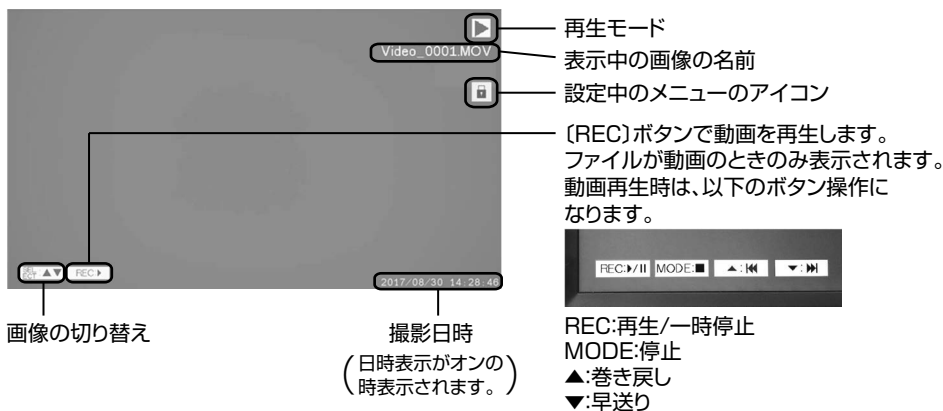 再生モード
Video_0001.MOV
表示中の画像の名前
設定中のメニューのアイコン
〔REC〕ボタンで動画を再生します。
ファイルが動画のときのみ表示されます。
動画再生時は、以下のボタン操作に
なります。
▲▼
REC:▶
2017/08/30 14:28:46
REC:▶/II MODE:■ ▲:|◀◀ ▼:▶▶|
画像の切り替え
撮影日時
(日時表示がオンの
時表示されます。)
REC:再生/一時停止
MODE:停止
▲:巻き戻し
▼:早送り